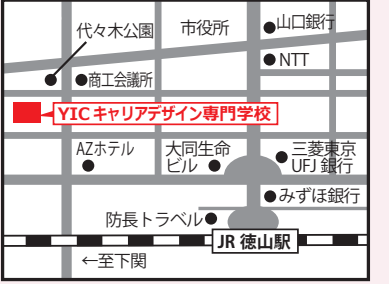 代々木公園
市役所
山口銀行
NTT
商工会議所
YICキャリアデザイン専門学校
AZホテル
大同生命
ビル
三菱東京
UFJ 銀行
みずほ銀行
防長トラベル
JR 徳山駅
←至下関